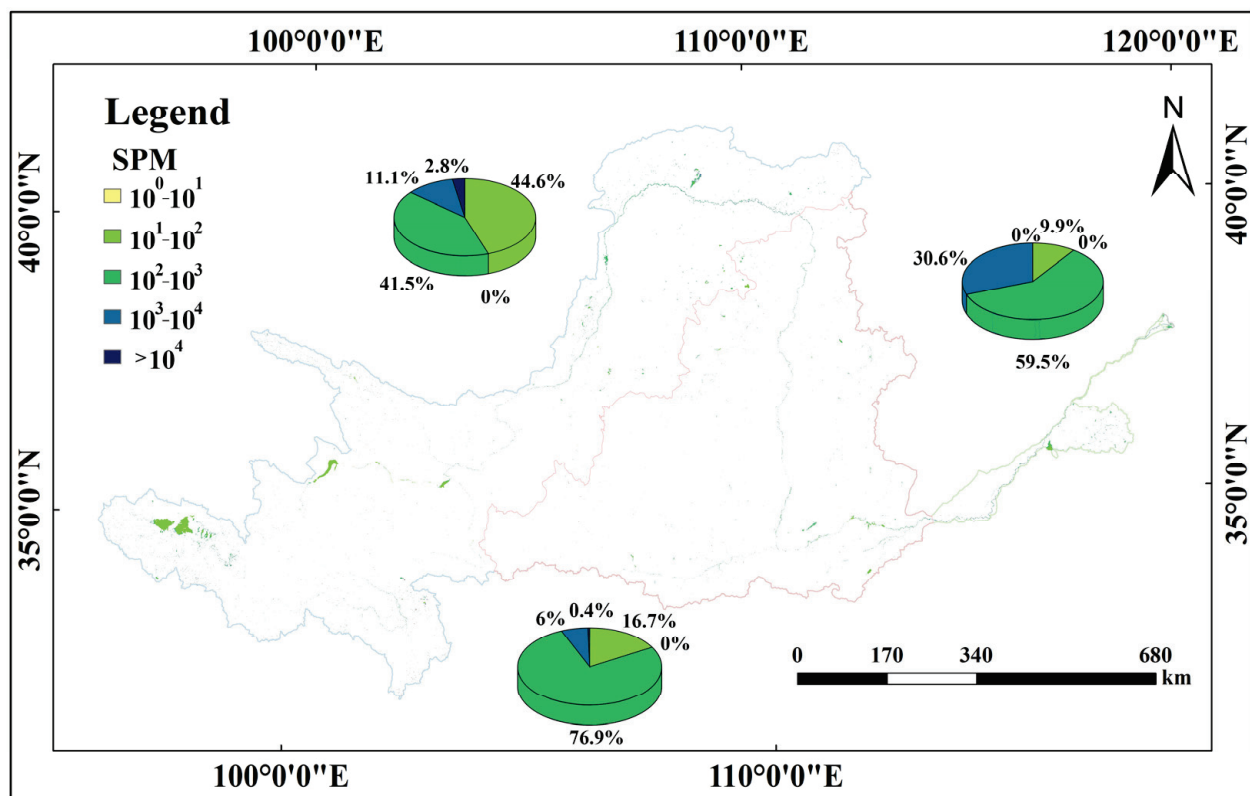 100°0'0"E
110°0'0"E
120°0'0"E
Legend
SPM
10⁰-10¹
10¹-10²
10²-10³
10³-10⁴
>10⁴
N
40°0'0"N
35°0'0"N
40°0'0"N
35°0'0"N
11.1%
2.8%
44.6%
41.5%
0%
30.6%
0%
9.9%
0%
59.5%
6%
0.4%
16.7%
0%
76.9%
0
170
340
680
km
100°0'0"E
110°0'0"E